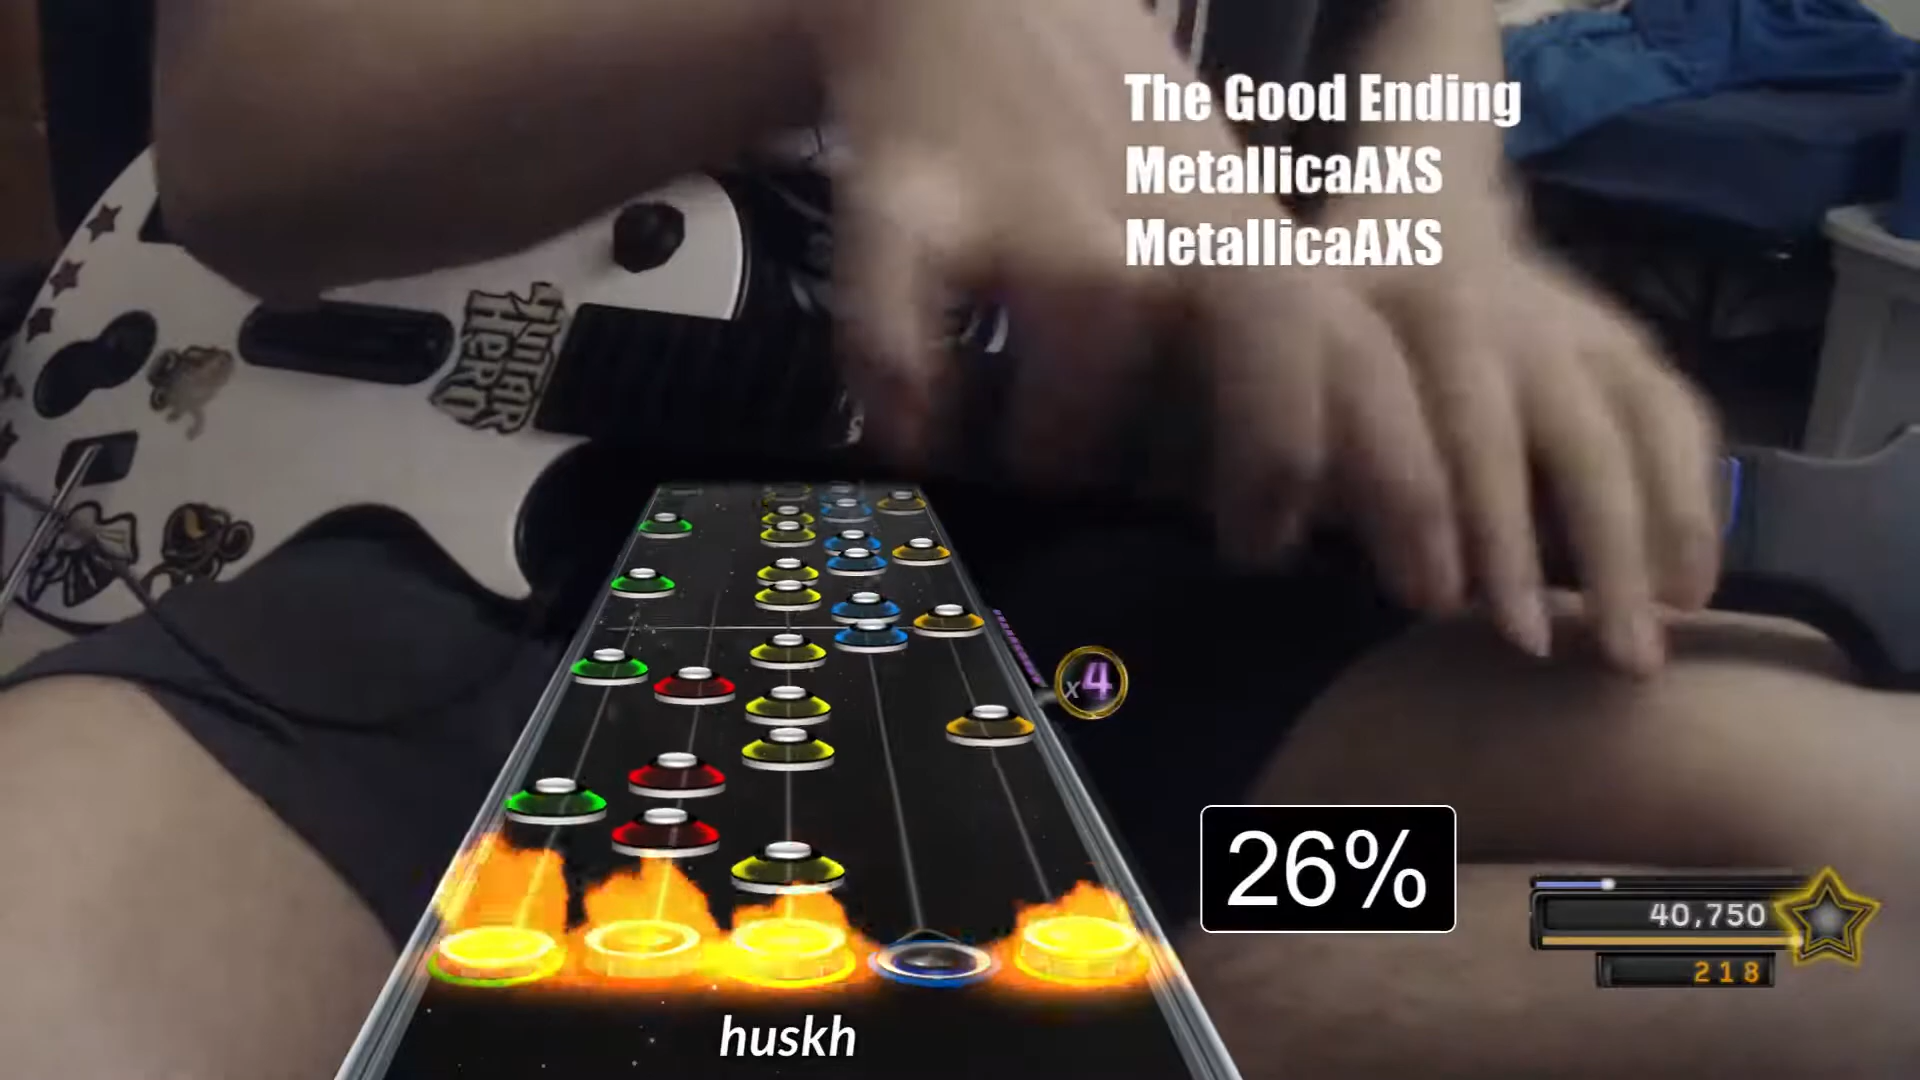 The Good Ending
MetallicaAXS
MetallicaAXS
GUITAR
HERO
x4
26%
40,750
218
huskh